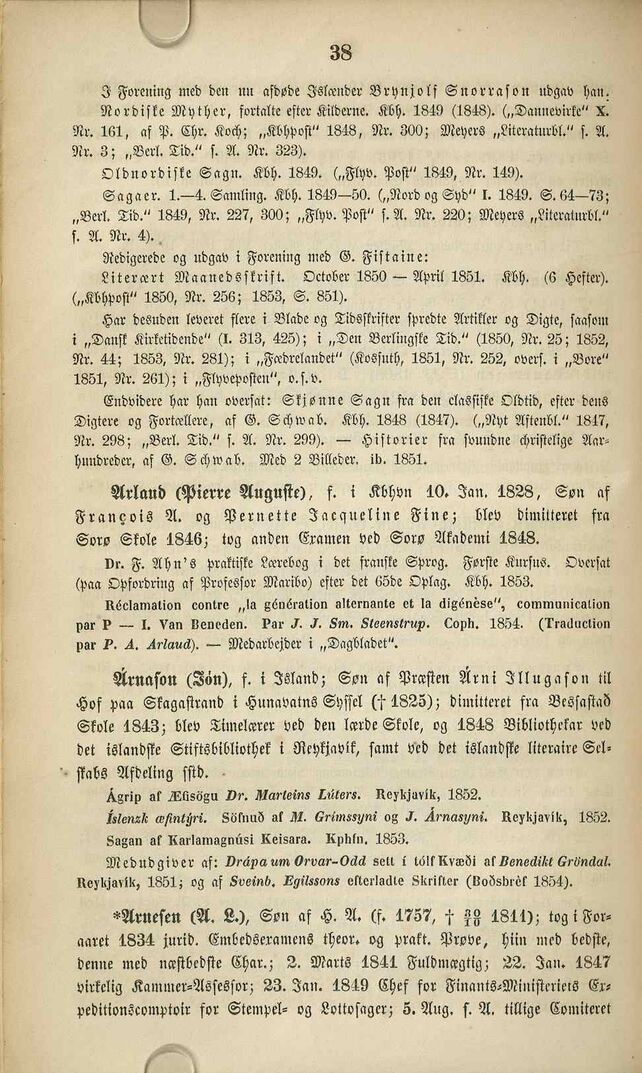 38
I Forening med den nu afdøde Islænder Brynjolf Snorrason udgav han:
Nordiske Myther, fortalte efter Kilderne. Kbh. 1849 (1848). („Dannevirke“ X.
Nr. 161, af P. Chr. Koch; „Kbhpost“ 1848, Nr. 300; Meyers „Literaturbl.“ s. A.
Nr. 3; „Berl. Tid.“ s. A. Nr. 323).
Oldnordiske Sagn. Kbh. 1849. („Flyv. Post“ 1849, Nr. 149).
Sagaer. 1.—4. Samling. Kbh. 1849—50. („Nord og Syd“ I. 1849. S. 64—73;
„Berl. Tid.“ 1849, Nr. 227, 300; „Flyv. Post“ s. A. Nr. 220; Meyers „Literaturbl.“
s. A. Nr. 4).
Redigerede og udgav i Forening med G. Fistaine:
Literært Maanedsskrift. October 1850 — April 1851. Kbh. (6 Hefter).
(„Kbhpost“ 1850, Nr. 256; 1853, S. 851).
Har desuden leveret flere i Blade og Tidsskrifter spredte Artikler og Digte, saasom
i „Dansk Kirketidende“ (I. 313, 425); i „Den Berlingske Tid.“ (1850, Nr. 25; 1852,
Nr. 44; 1853, Nr. 281); i „Fædrelandet“ (Kossuth, 1851, Nr. 252, overs. i „Vore“
1851, Nr. 261); i „Flyveposten“, o.s.v.
Endvidere har han oversat: Skjønne Sagn fra den classiske Oldtid, efter dens
Digtere og Fortællere, af G. Schwab. Kbh. 1848 (1847). („Nyt Aftenbl.“ 1847,
Nr. 298; „Berl. Tid.“ s. A. Nr. 299). — Historier fra svundne christelige Aar-
hundreder, af G. Schwab. Med 2 Billeder. ib. 1851.
Arlaud (Pierre Auguste), f. i Kbhvn 10. Jan. 1828, Søn af
François A. og Pernette Jacqueline Fine; blev dimitteret fra
Sorø Skole 1846; tog anden Examen ved Sorø Akademi 1848.
Dr. F. Ahn's praktiske Lærebog i det franske Sprog. Første Kursus. Oversat
(paa Opfordring af Professor Maribo) efter det 65de Oplag. Kbh. 1853.
Réclamation contre „la génération alternante et la digénèse“, communication
par P — I. Van Beneden. Par J. J. Sm. Steenstrup. Coph. 1854. (Traduction
par P. A. Arlaud). — Medarbejder i „Dagbladet“.
Árnason (Jón), f. i Island; Søn af Præsten Árni Illugason til
Hof paa Skagastrand i Hunavatns Syssel († 1825); dimitteret fra Bessastað
Skole 1843; blev Timelærer ved den lærde Skole, og 1848 Bibliothekar ved
det islandske Stiftsbibliothek i Reykjavík, samt ved det islandske literaire Sel-
skabs Afdeling sstd.
Ágrip af Æfisögu Dr. Marteins Lúters. Reykjavík, 1852.
Íslenzk æfintýri. Söfnuð af M. Grímssyni og J. Árnasyni. Reykjavík, 1852.
Sagan af Karlamagnúsi Keisara. Kphfn. 1853.
Medudgiver af: Drápa um Orvar-Odd sett í tólf Kvæði af Benedikt Gröndal.
Reykjavík, 1851; og af Sveinb. Egilssons efterladte Skrifter (Boðsbréf 1854).
*Arnesen (A. L.), Søn af H. A. (f. 1757, † 30/10 1811); tog i For-
aaret 1834 jurid. Embedsexamens theor. og prakt. Prøve, hiin med bedste,
denne med næstbedste Char.; 2. Marts 1841 Fuldmægtig; 22. Jan. 1847
virkelig Kammer-Assessor; 23. Jan. 1849 Chef for Finants-Ministeriets Ex-
peditionscomptoir for Stempel- og Lottosager; 5. Aug. s. A. tillige Comiteret